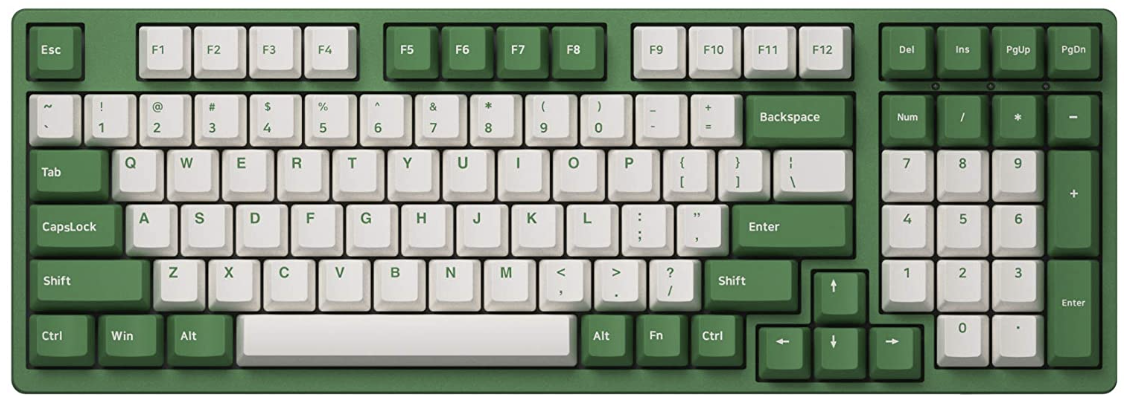 Esc F1 F2 F3 F4 F5 F6 F7 F8 F9 F10 F11 F12 Del Ins PgUp PgDn
~ ! @ # $ % ^ & * ( ) _ +
` 1 2 3 4 5 6 7 8 9 0 - = Backspace Num / * -
Tab Q W E R T Y U I O P { } ¦ 7 8 9
[ ] \ +
CapsLock A S D F G H J K L : " Enter 4 5 6
; ,
Shift Z X C V B N M < > ? Shift ↑ 1 2 3
, . / Enter
Ctrl Win Alt Alt Fn Ctrl ← ↓ → 0 .